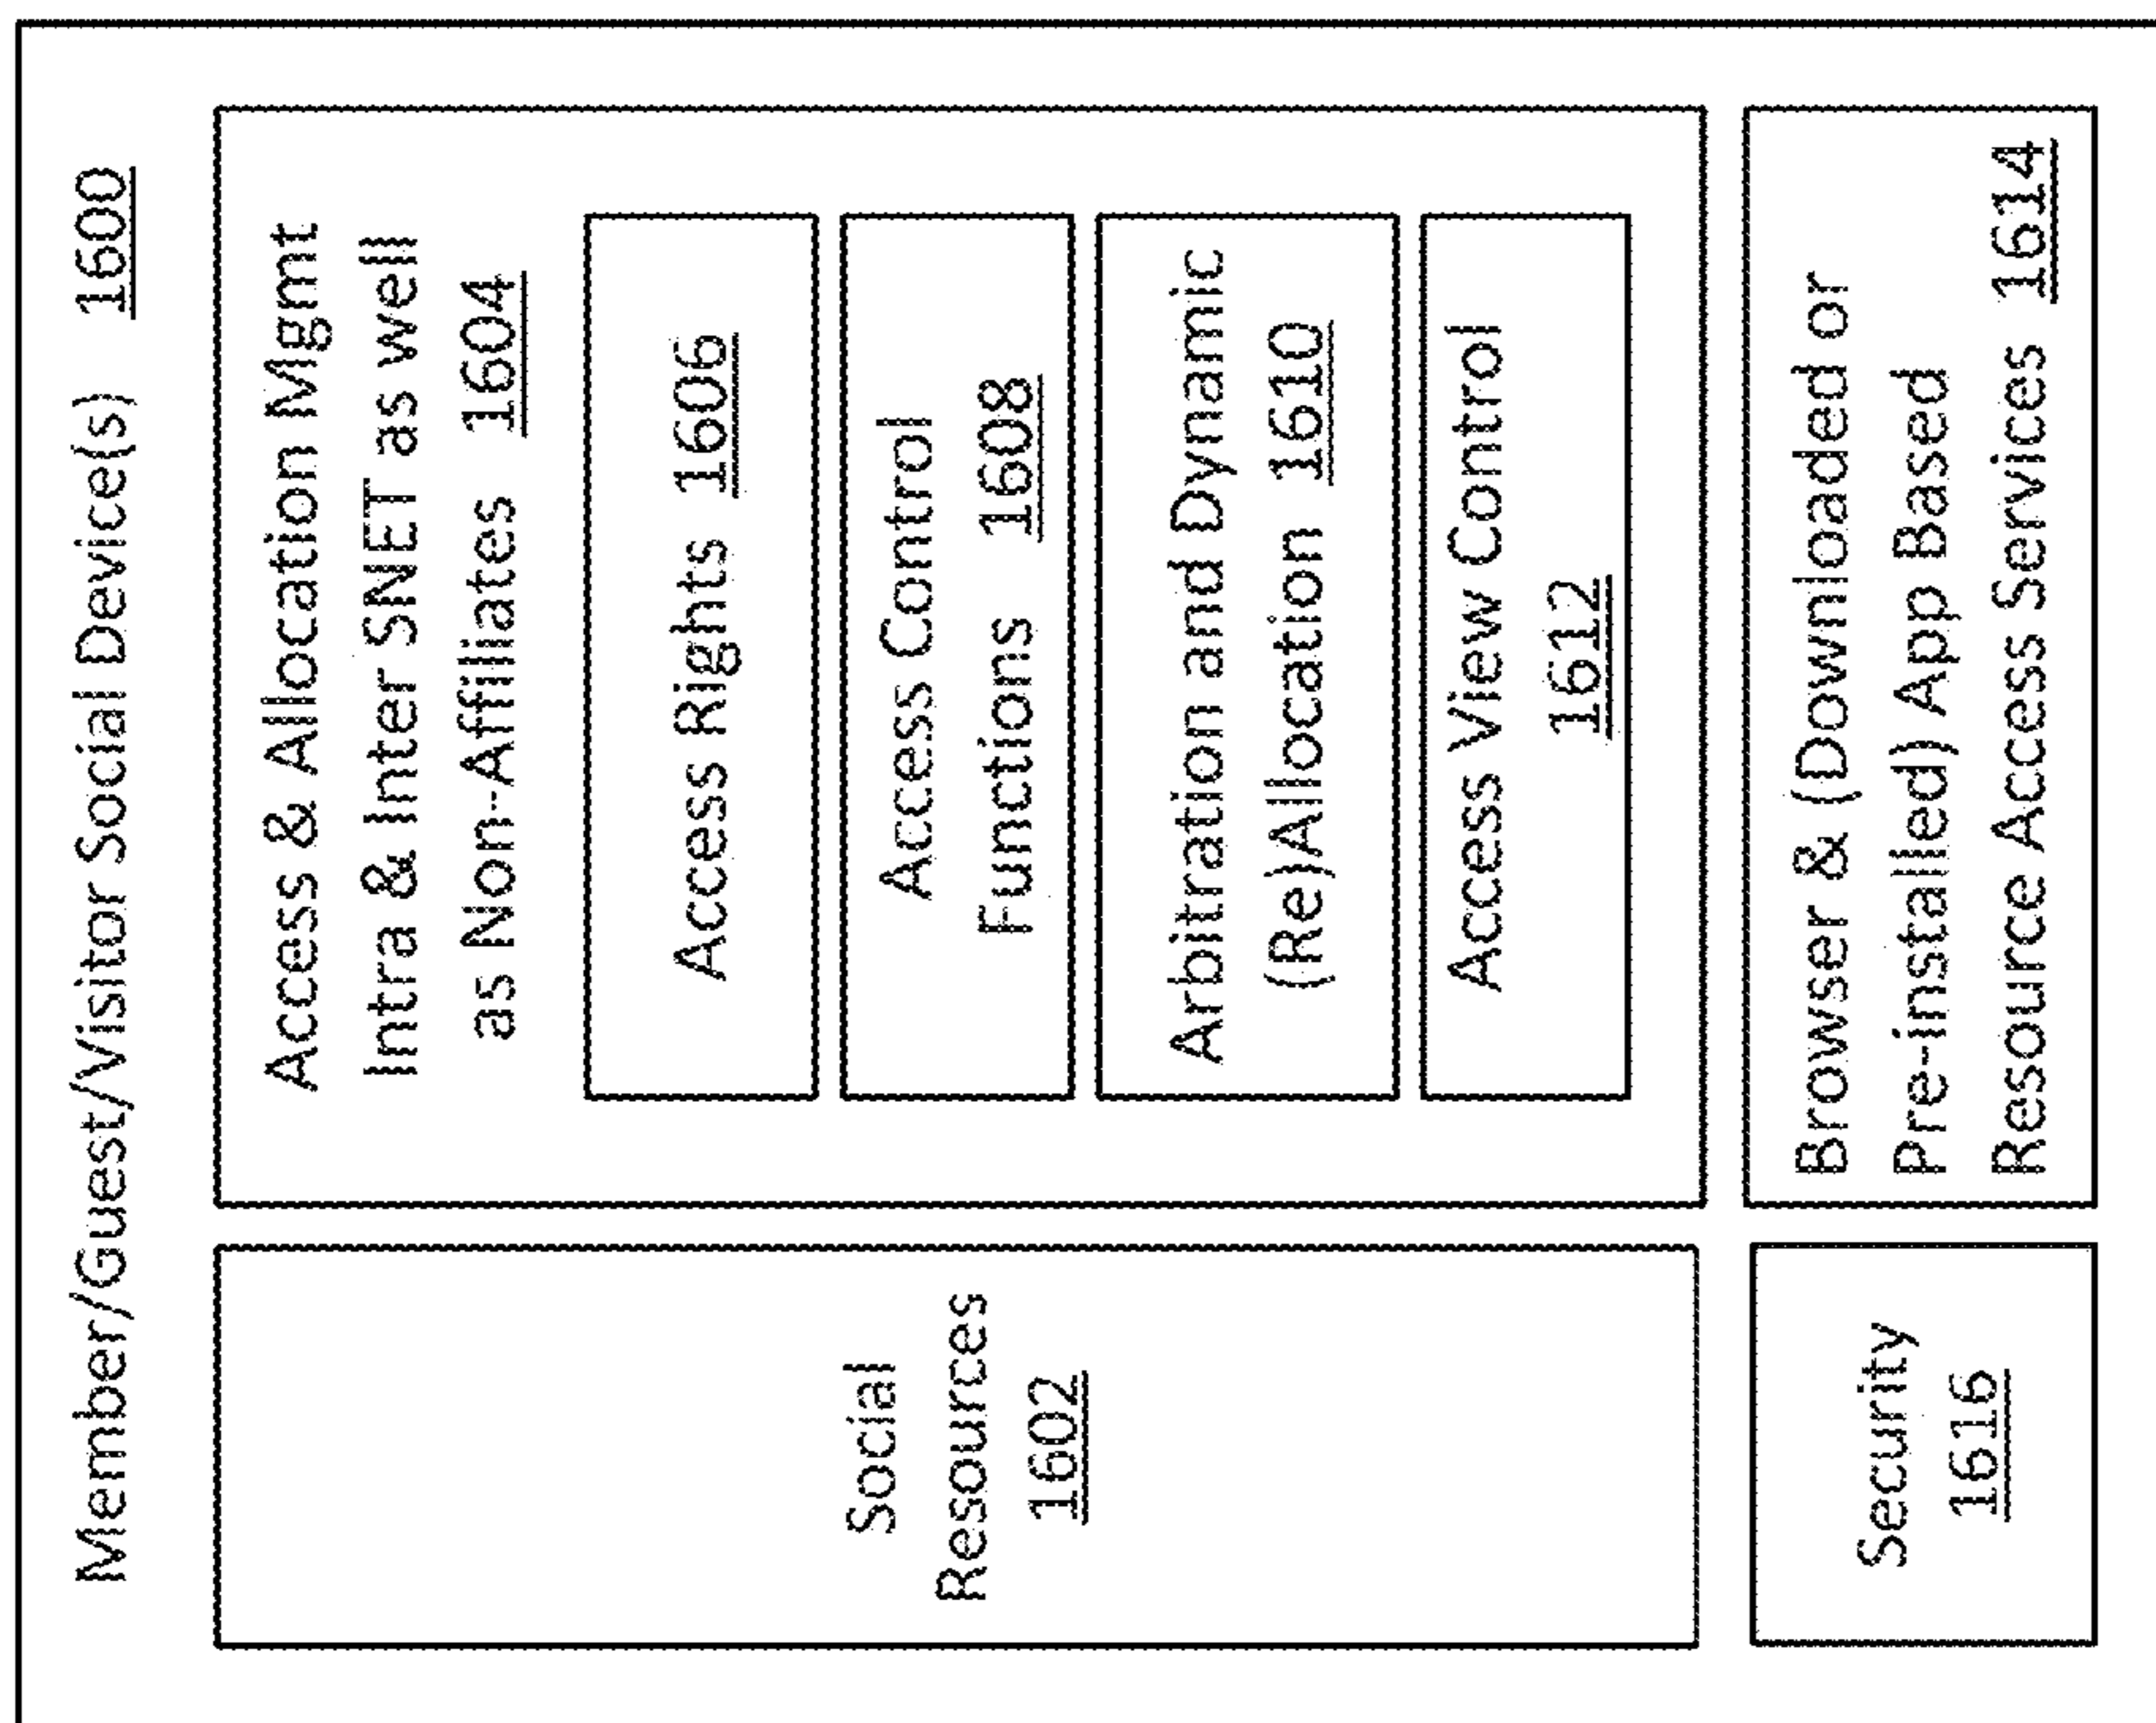 Member/Guest/Visitor Social Device(s) 1600
Social
Resources
1602
Access & Allocation Mgmt
Intra & Inter SNET as well
as Non-Affiliates 1604
Access Rights 1606
Access Control
Functions 1608
Arbitration and Dynamic
(Re)Allocation 1610
Access View Control
1612
Security
1616
Browser & (Downloaded or
Pre-installed) App Based
Resource Access Services 1614